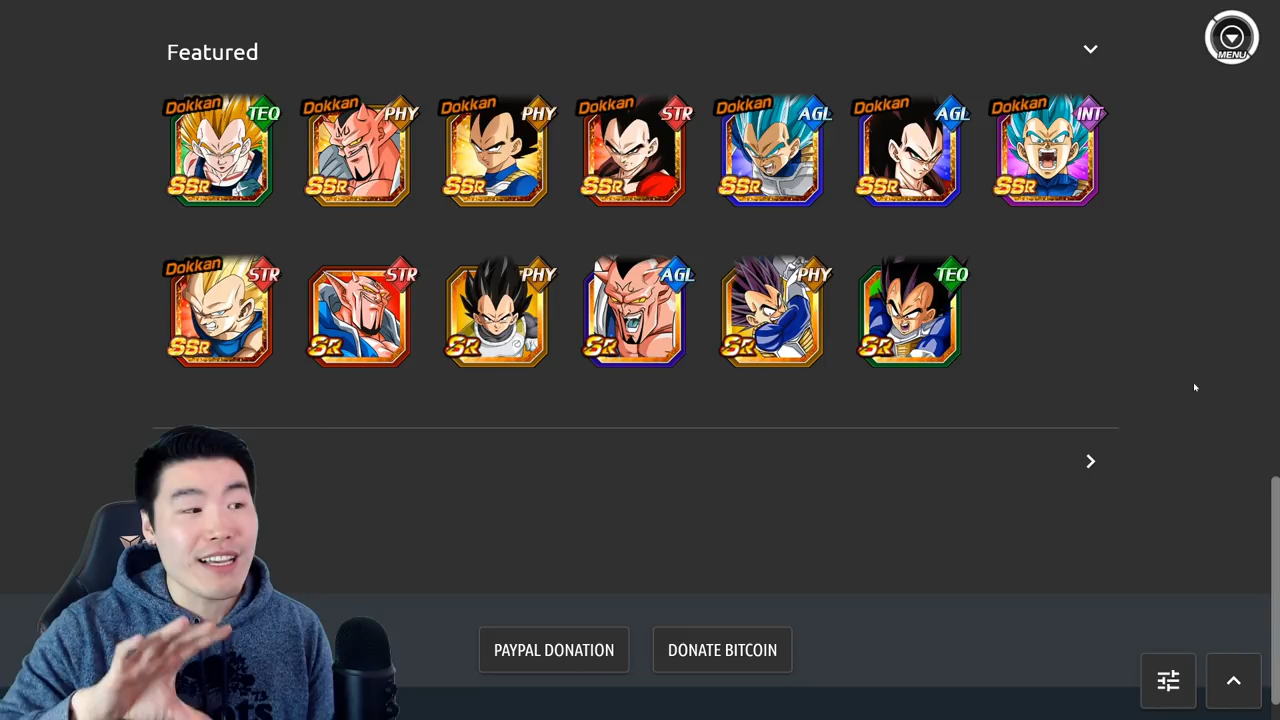 Featured
MENU
Dokkan TEQ SSR
Dokkan PHY SSR
Dokkan PHY SSR
Dokkan STR SSR
Dokkan AGL SSR
Dokkan AGL SSR
Dokkan INT SSR
Dokkan STR SSR
STR SR
PHY SR
AGL SR
PHY SR
TEQ SR
PAYPAL DONATION
DONATE BITCOIN